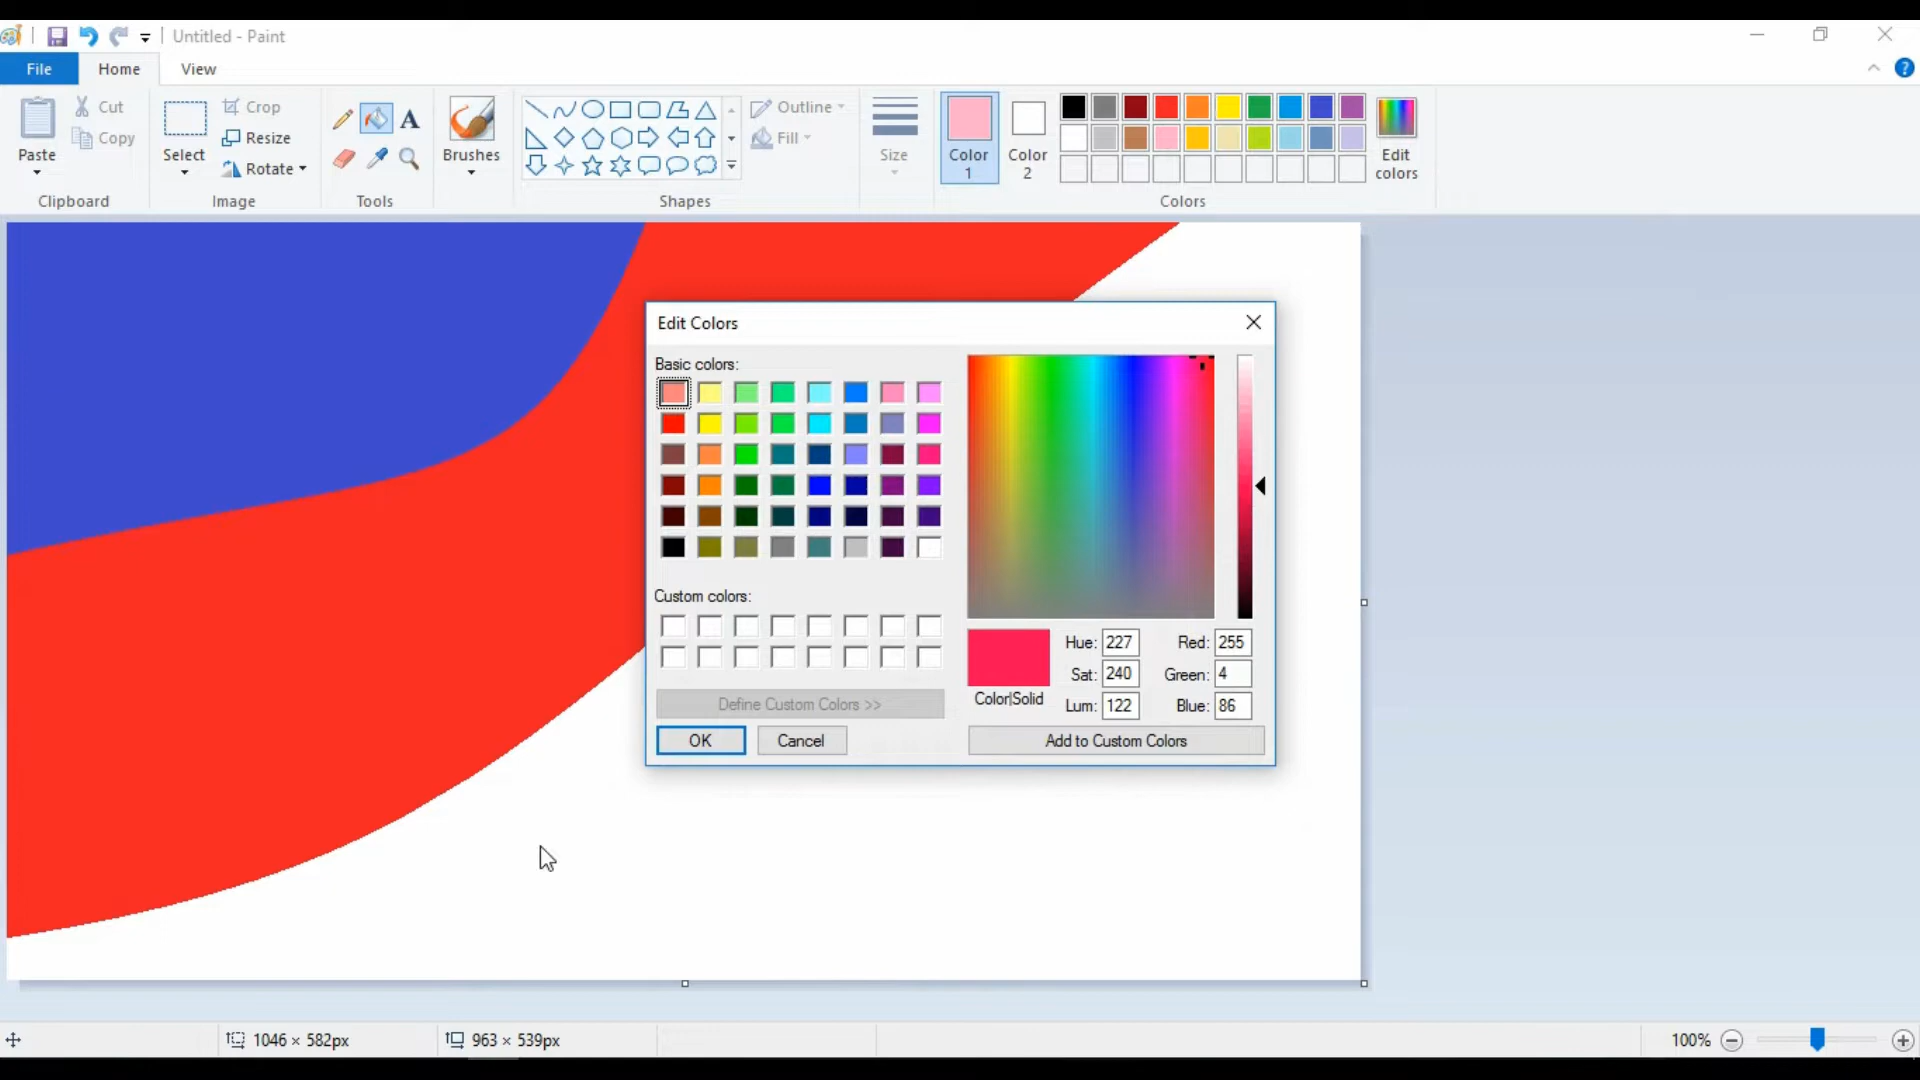 Untitled - Paint
File Home View
Paste
Cut
Copy
Clipboard
Select
Crop
Resize
Rotate
Image
A
Tools
Brushes
Shapes
Outline
Fill
Size
Color
1
Color
2
Edit
colors
Colors
Edit Colors
Basic colors:
Custom colors:
Define Custom Colors >>
OK Cancel
Color|Solid
Hue: 227 Red: 255
Sat: 240 Green: 4
Lum: 122 Blue: 86
Add to Custom Colors
1046 × 582px 963 × 539px 100%